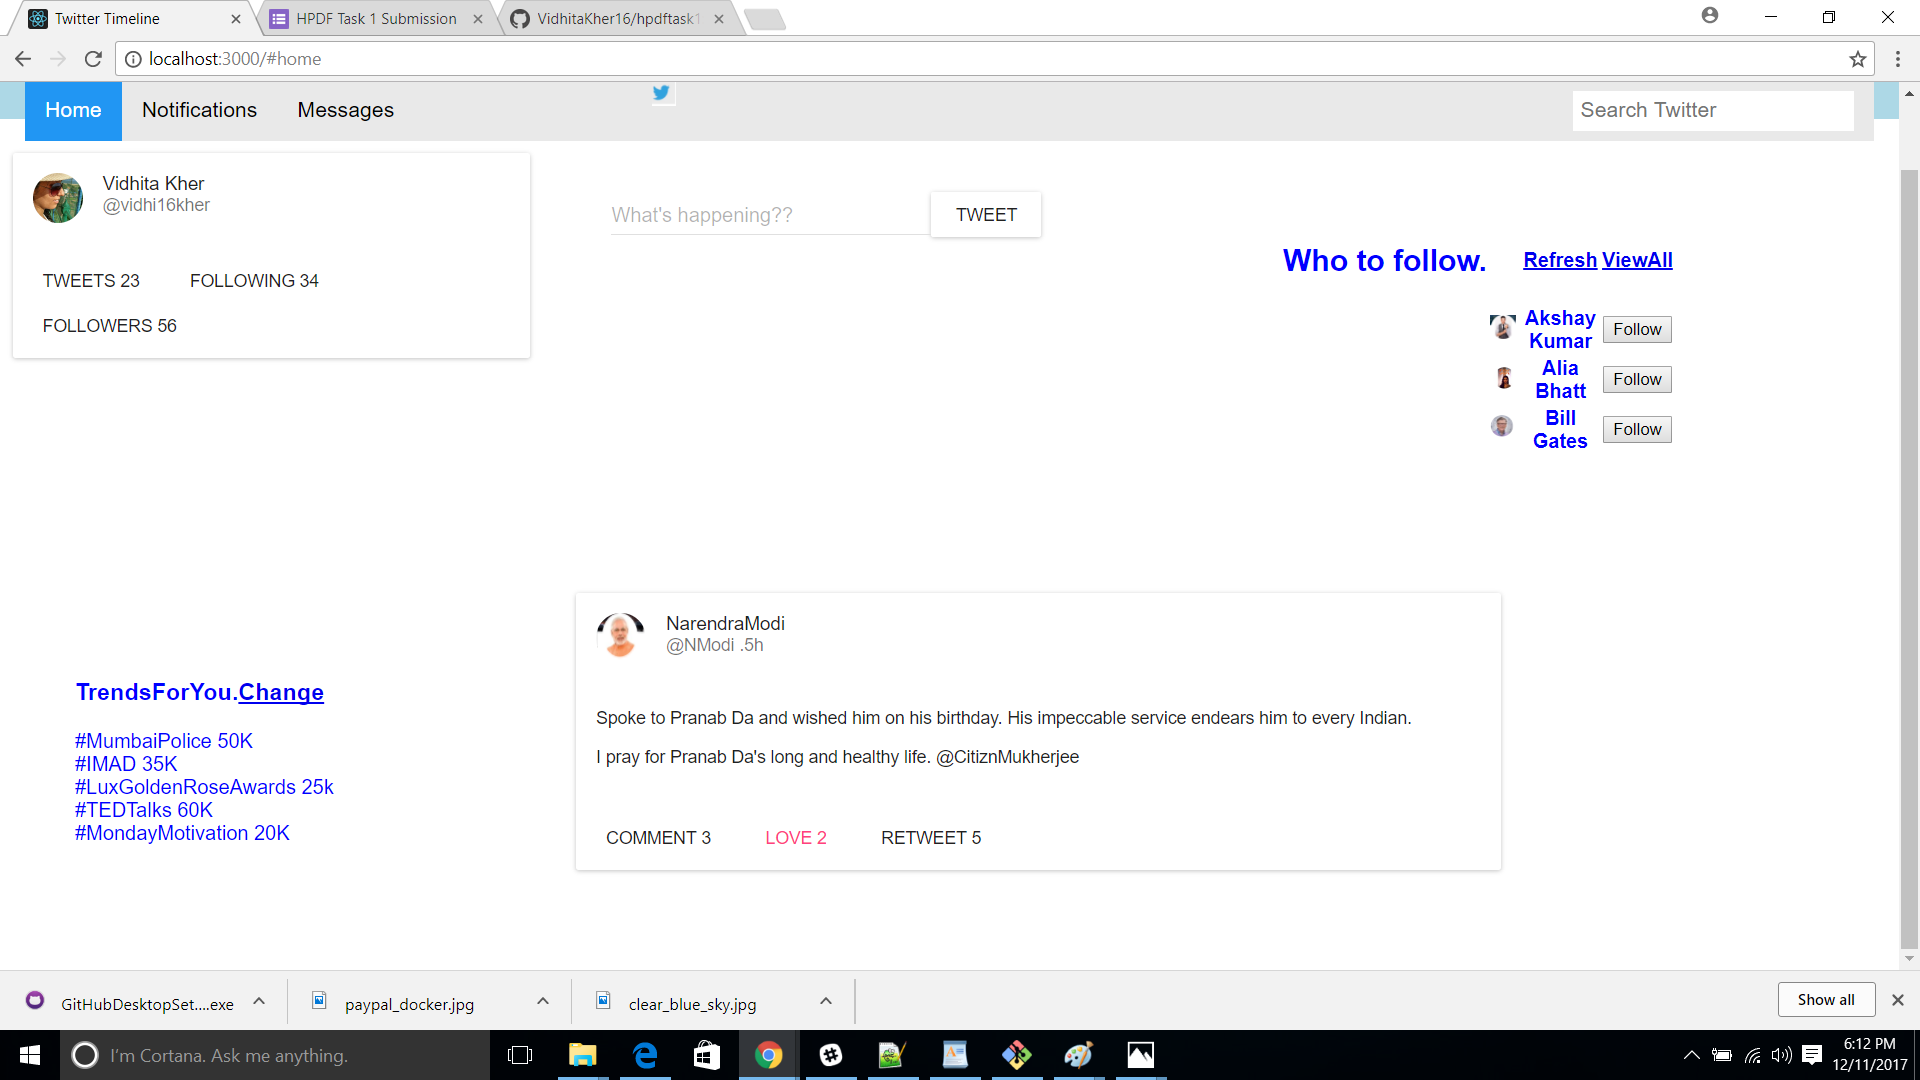 Twitter Timeline
HPDF Task 1 Submission
VidhitaKher16/hpdftask1
localhost:3000/#home
Home
Notifications
Messages
Search Twitter
Vidhita Kher
@vidhi16kher
TWEETS 23
FOLLOWING 34
FOLLOWERS 56
What's happening??
TWEET
Who to follow.
Refresh ViewAll
Akshay
Kumar
Follow
Alia
Bhatt
Follow
Bill
Gates
Follow
NarendraModi
@NModi .5h
Spoke to Pranab Da and wished him on his birthday. His impeccable service endears him to every Indian.
I pray for Pranab Da's long and healthy life. @CitiznMukherjee
COMMENT 3
LOVE 2
RETWEET 5
TrendsForYou.Change
#MumbaiPolice 50K
#IMAD 35K
#LuxGoldenRoseAwards 25k
#TEDTalks 60K
#MondayMotivation 20K
GitHubDesktopSet....exe
paypal_docker.jpg
clear_blue_sky.jpg
Show all
I'm Cortana. Ask me anything.
6:12 PM
12/11/2017